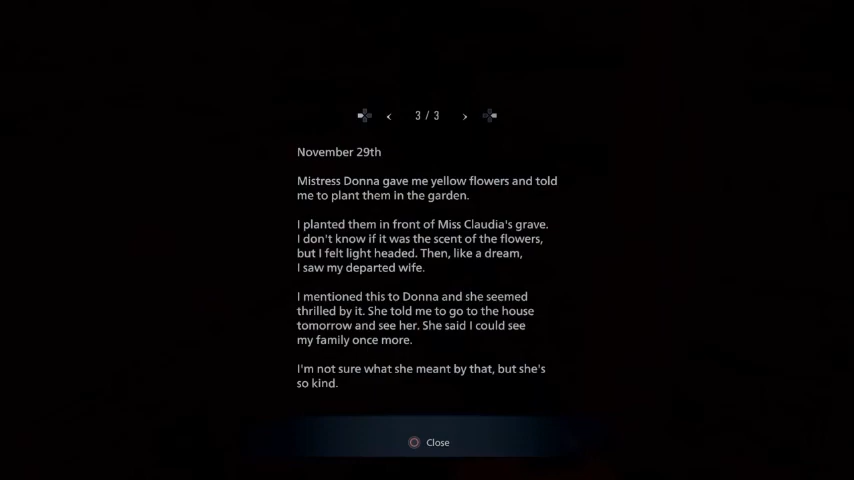 3 / 3
November 29th
Mistress Donna gave me yellow flowers and told
me to plant them in the garden.
I planted them in front of Miss Claudia's grave.
I don't know if it was the scent of the flowers,
but I felt light headed. Then, like a dream,
I saw my departed wife.
I mentioned this to Donna and she seemed
thrilled by it. She told me to go to the house
tomorrow and see her. She said I could see
my family once more.
I'm not sure what she meant by that, but she's
so kind.
Close